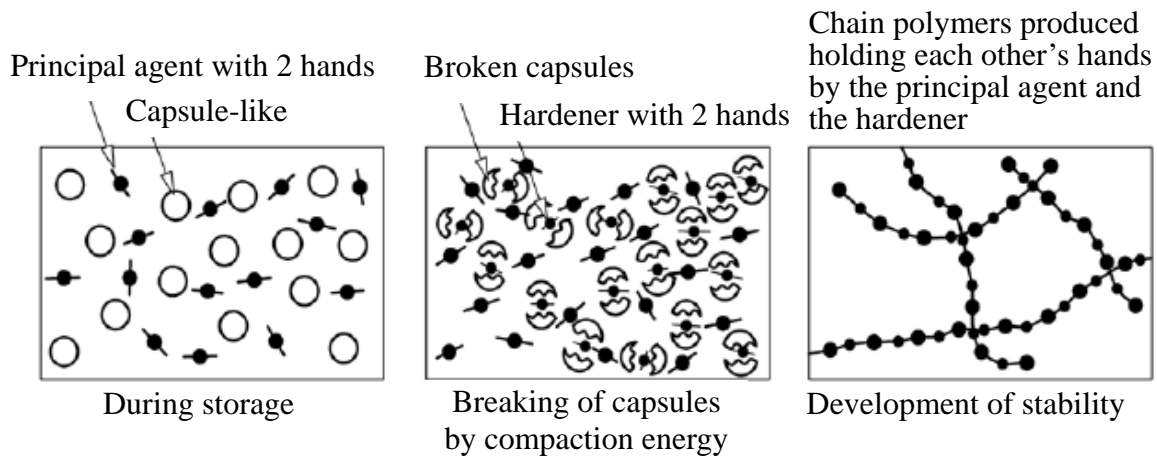 Principal agent with 2 hands
Capsule-like
Broken capsules
Hardener with 2 hands
Chain polymers produced
holding each other's hands
by the principal agent and
the hardener
During storage
Breaking of capsules
by compaction energy
Development of stability